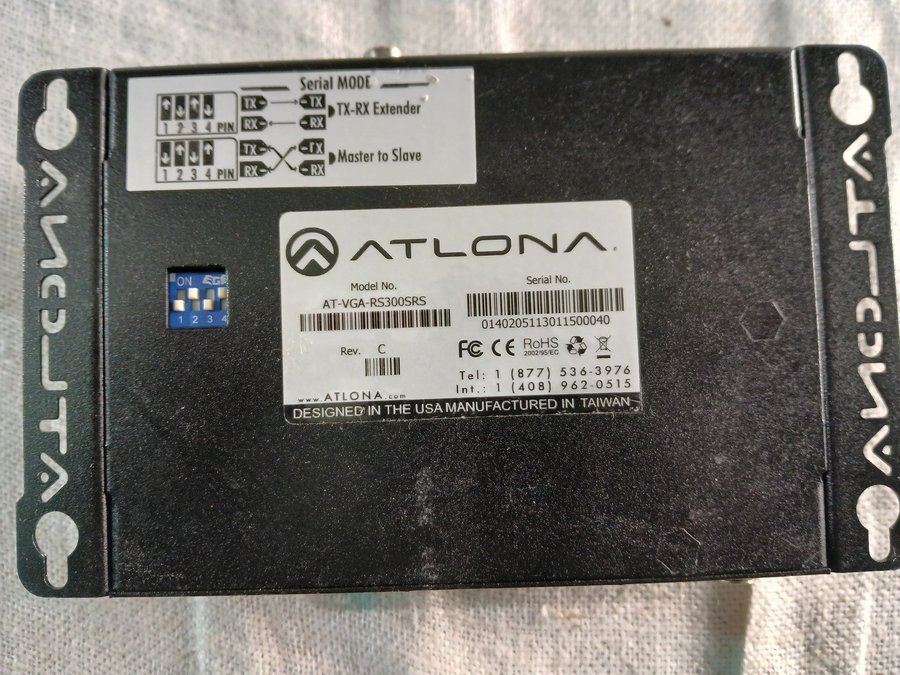 Serial MODE
TX TX
TX-RX Extender
1 2 3 4 PIN RX RX
TX TX
Master to Slave
1 2 3 4 PIN RX RX
ATLONA
ATLONA
ATLONA
Model No.
AT-VGA-RS300SRS
Serial No.
0140205113011500040
Rev. C
FC CE RoHS
2002/95/EC
Tel: 1 (877) 536-3976
Int.: 1 (408) 962-0515
www.ATLONA.com
DESIGNED IN THE USA MANUFACTURED IN TAIWAN
ON
1 2 3 4